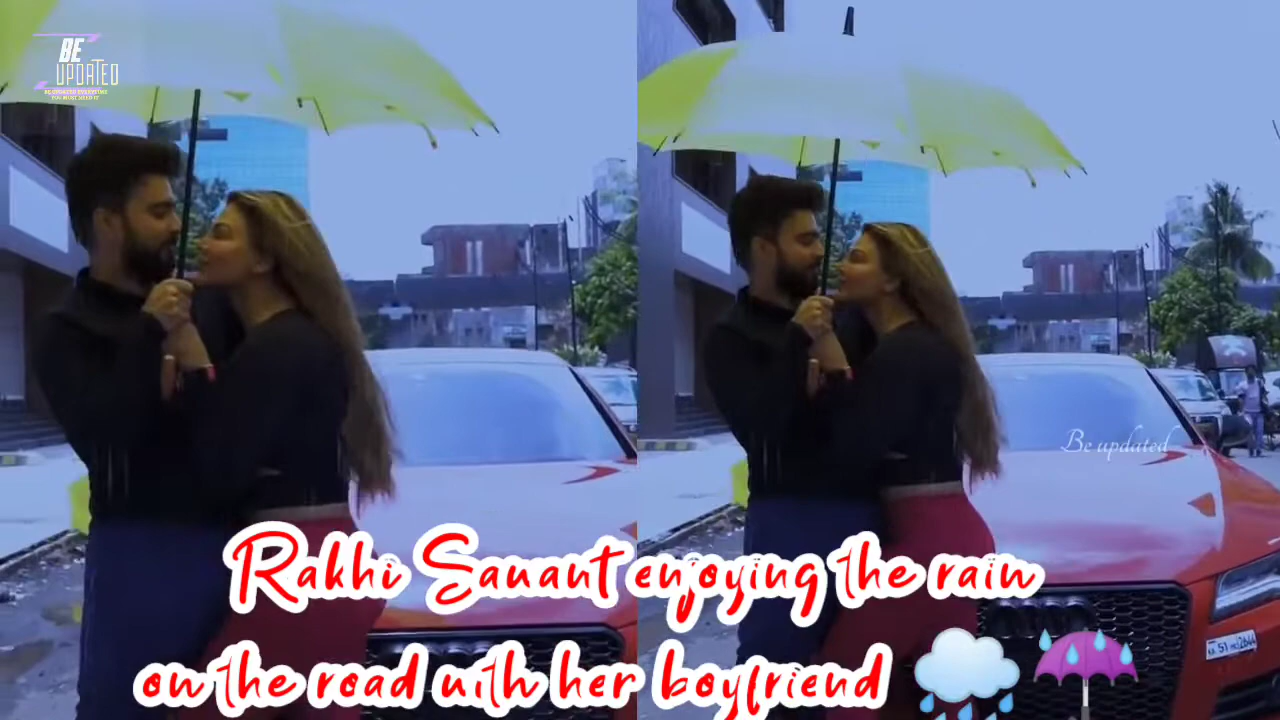 BE
UPDATED
Be updated
Rakhi Sawant enjoying the rain
on the road with her boyfriend 🌧️☔